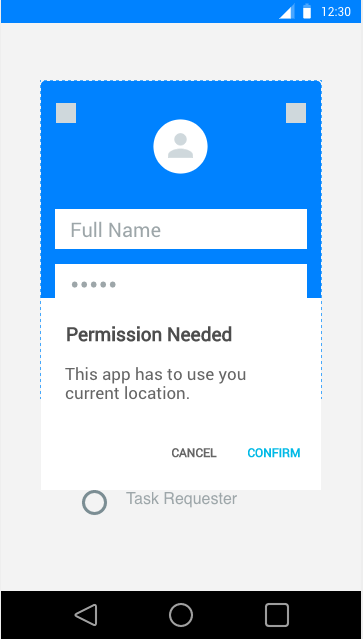 12:30
Full Name
•••••
Permission Needed
This app has to use you
current location.
CANCEL CONFIRM
Task Requester